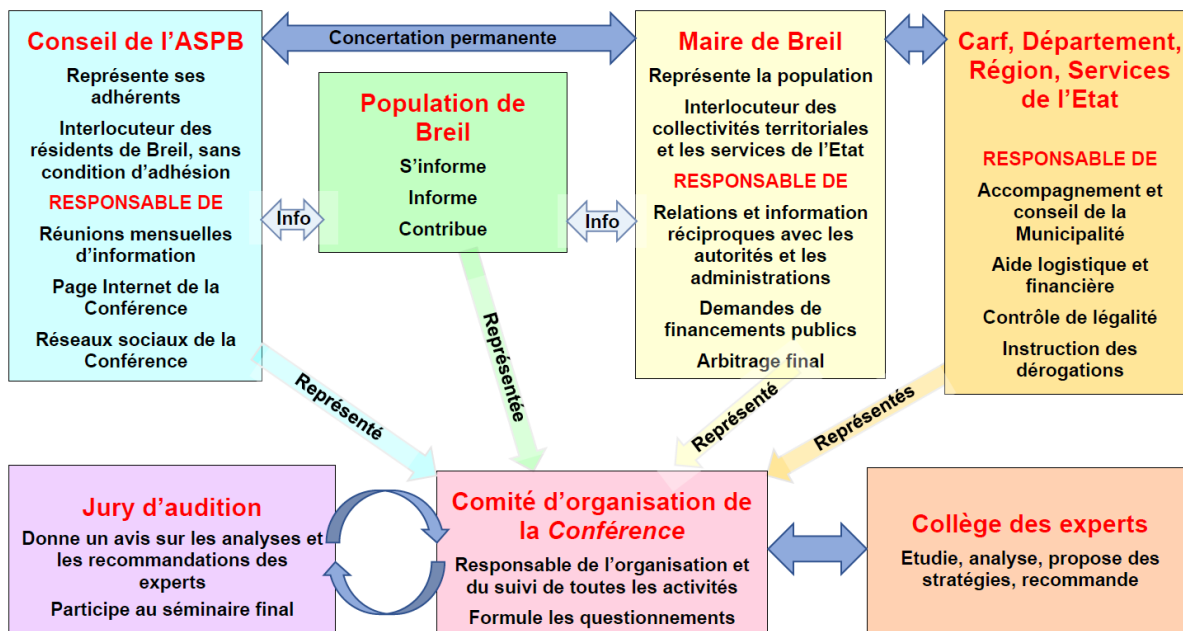 Conseil de l'ASPB
Représente ses
adhérents
Interlocuteur des
résidents de Breil, sans
condition d'adhésion
RESPONSABLE DE
Réunions mensuelles
d'information
Page Internet de la
Conférence
Réseaux sociaux de la
Conférence
Concertation permanente
Population de
Breil
S'informe
Informe
Contribue
Info
Info
Maire de Breil
Représente la population
Interlocuteur des
collectivités territoriales
et les services de l'Etat
RESPONSABLE DE
Relations et information
réciproques avec les
autorités et les
administrations
Demandes de
financements publics
Arbitrage final
Carf, Département,
Région, Services
de l'Etat
RESPONSABLE DE
Accompagnement et
conseil de la
Municipalité
Aide logistique et
financière
Contrôle de légalité
Instruction des
dérogations
Représenté
Représentée
Représenté
Représentés
Jury d'audition
Donne un avis sur les analyses et
les recommandations des
experts
Participe au séminaire final
Comité d'organisation de
la Conférence
Responsable de l'organisation et
du suivi de toutes les activités
Formule les questionnements
Collège des experts
Etudie, analyse, propose des
stratégies, recommande